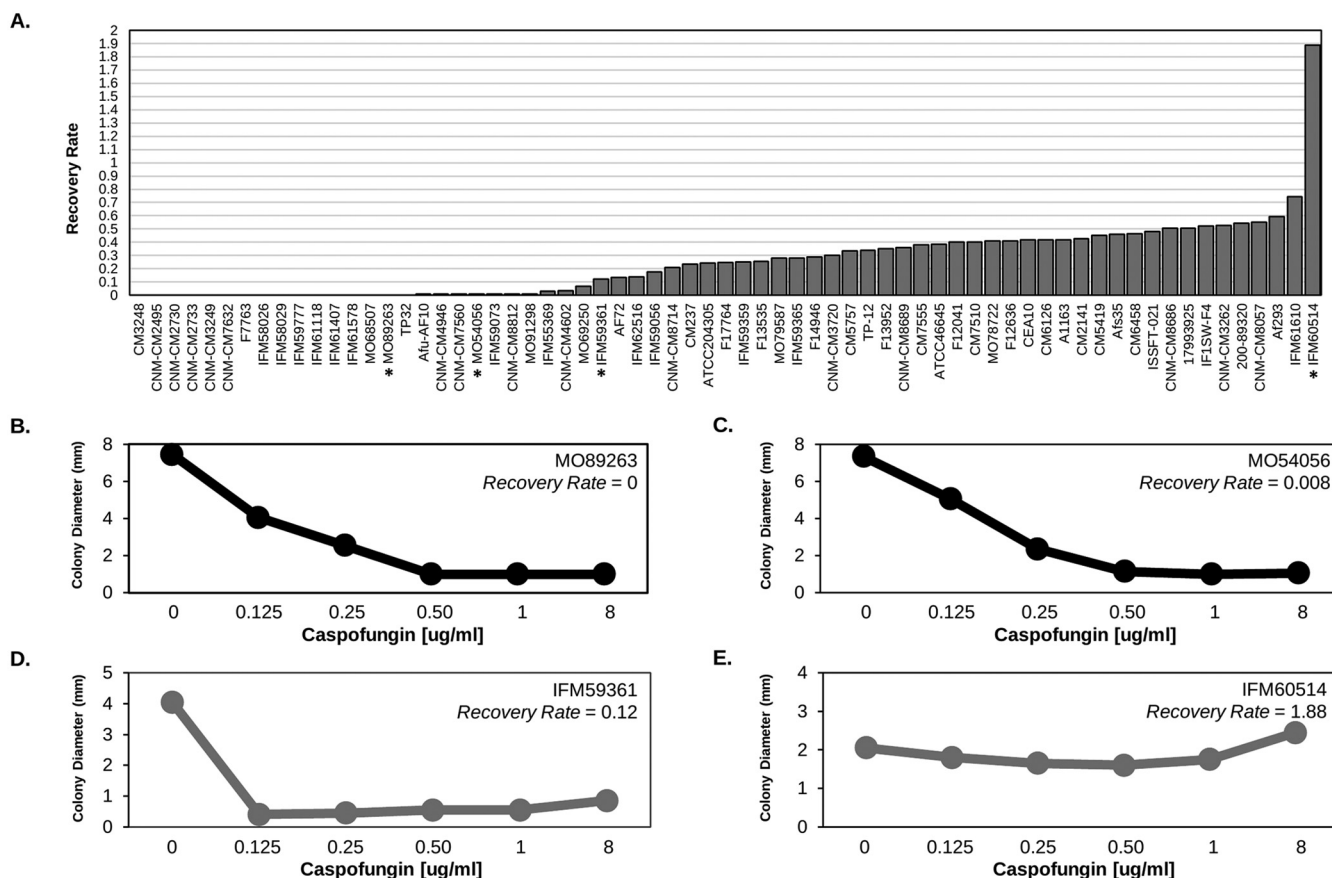 A.
Recovery Rate
2
1.9
1.8
1.7
1.6
1.5
1.4
1.3
1.2
1.1
1
0.9
0.8
0.7
0.6
0.5
0.4
0.3
0.2
0.1
0
CM3248
CNM-CM2495
CNM-CM2730
CNM-CM2733
CNM-CM3249
CNM-CM7632
F7763
IFM58026
IFM58029
IFM59777
IFM61118
IFM61407
IFM61578
MO68507
* MO89263
TP32
Afu-AF10
CNM-CM4946
CNM-CM7560
* MO54056
IFM59073
CNM-CM8812
MO91298
IFM55369
CNM-CM4602
MO69250
* IFM59361
AF72
IFM62516
IFM59056
CNM-CM8714
CM237
ATCC204305
F17764
IFM59359
F13535
MO79587
IFM59365
F14946
CNM-CM3720
CM5757
TP-12
F13952
CNM-CM8689
CM7555
ATCC46645
F12041
CM7510
MO78722
F12636
CEA10
CM6126
A1163
CM2141
CM5419
Afs35
CM6458
ISSFT-021
CNM-CM8686
17993925
IF1SW-F4
CNM-CM3262
200-89320
CNM-CM8057
Af293
IFM61610
* IFM60514
B.
Colony Diameter (mm)
8
6
4
2
0
MO89263
Recovery Rate = 0
0 0.125 0.25 0.50 1 8
Caspofungin [ug/ml]
C.
Colony Diameter (mm)
8
6
4
2
0
MO54056
Recovery Rate = 0.008
0 0.125 0.25 0.50 1 8
Caspofungin [ug/ml]
D.
Colony Diameter (mm)
5
4
3
2
1
0
IFM59361
Recovery Rate = 0.12
0 0.125 0.25 0.50 1 8
Caspofungin [ug/ml]
E.
Colony Diameter (mm)
4
3
2
1
0
IFM60514
Recovery Rate = 1.88
0 0.125 0.25 0.50 1 8
Caspofungin [ug/ml]